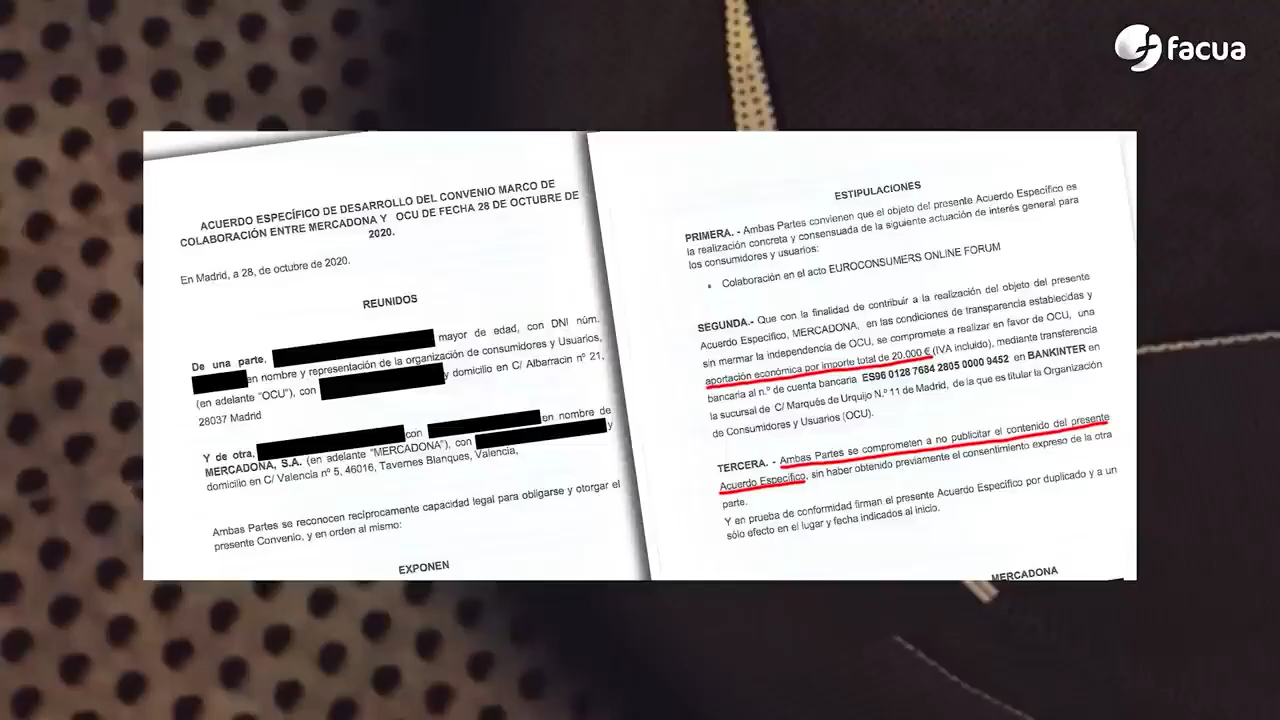 facua
ACUERDO ESPECÍFICO DE DESARROLLO DEL CONVENIO MARCO DE
COLABORACIÓN ENTRE MERCADONA Y OCU DE FECHA 28 DE OCTUBRE DE
2020.
En Madrid, a 28, de octubre de 2020.
REUNIDOS
De una parte, mayor de edad, con DNI núm.
en nombre y representación de la organización de consumidores y Usuarios,
(en adelante “OCU”), con y domicilio en C/ Albarracin nº 21,
28037 Madrid
Y de otra, con en nombre de
MERCADONA, S.A. (en adelante “MERCADONA”), con y
domicilio en C/ Valencia nº 5, 46016, Tavernes Blanques, Valencia,
Ambas Partes se reconocen recíprocamente capacidad legal para obligarse y otorgar el
presente Convenio, y en orden al mismo:
EXPONEN
ESTIPULACIONES
PRIMERA. - Ambas Partes convienen que el objeto del presente Acuerdo Específico es
la realización concreta y consensuada de la siguiente actuación de interés general para
los consumidores y usuarios:
• Colaboración en el acto EUROCONSUMERS ONLINE FORUM
SEGUNDA.- Que con la finalidad de contribuir a la realización del objeto del presente
Acuerdo Específico, MERCADONA, en las condiciones de transparencia establecidas y
sin mermar la independencia de OCU, se compromete a realizar en favor de OCU, una
aportación económica por importe total de 20.000 € (IVA incluido), mediante transferencia
bancaria al n.º de cuenta bancaria ES96 0128 7684 2805 0000 9452 en BANKINTER en
la sucursal de C/ Marqués de Urquijo N.º 11 de Madrid, de la que es titular la Organización
de Consumidores y Usuarios (OCU).
TERCERA. - Ambas Partes se comprometen a no publicitar el contenido del presente
Acuerdo Específico, sin haber obtenido previamente el consentimiento expreso de la otra
parte.
Y en prueba de conformidad firman el presente Acuerdo Específico por duplicado y a un
sólo efecto en el lugar y fecha indicados al inicio.
MERCADONA